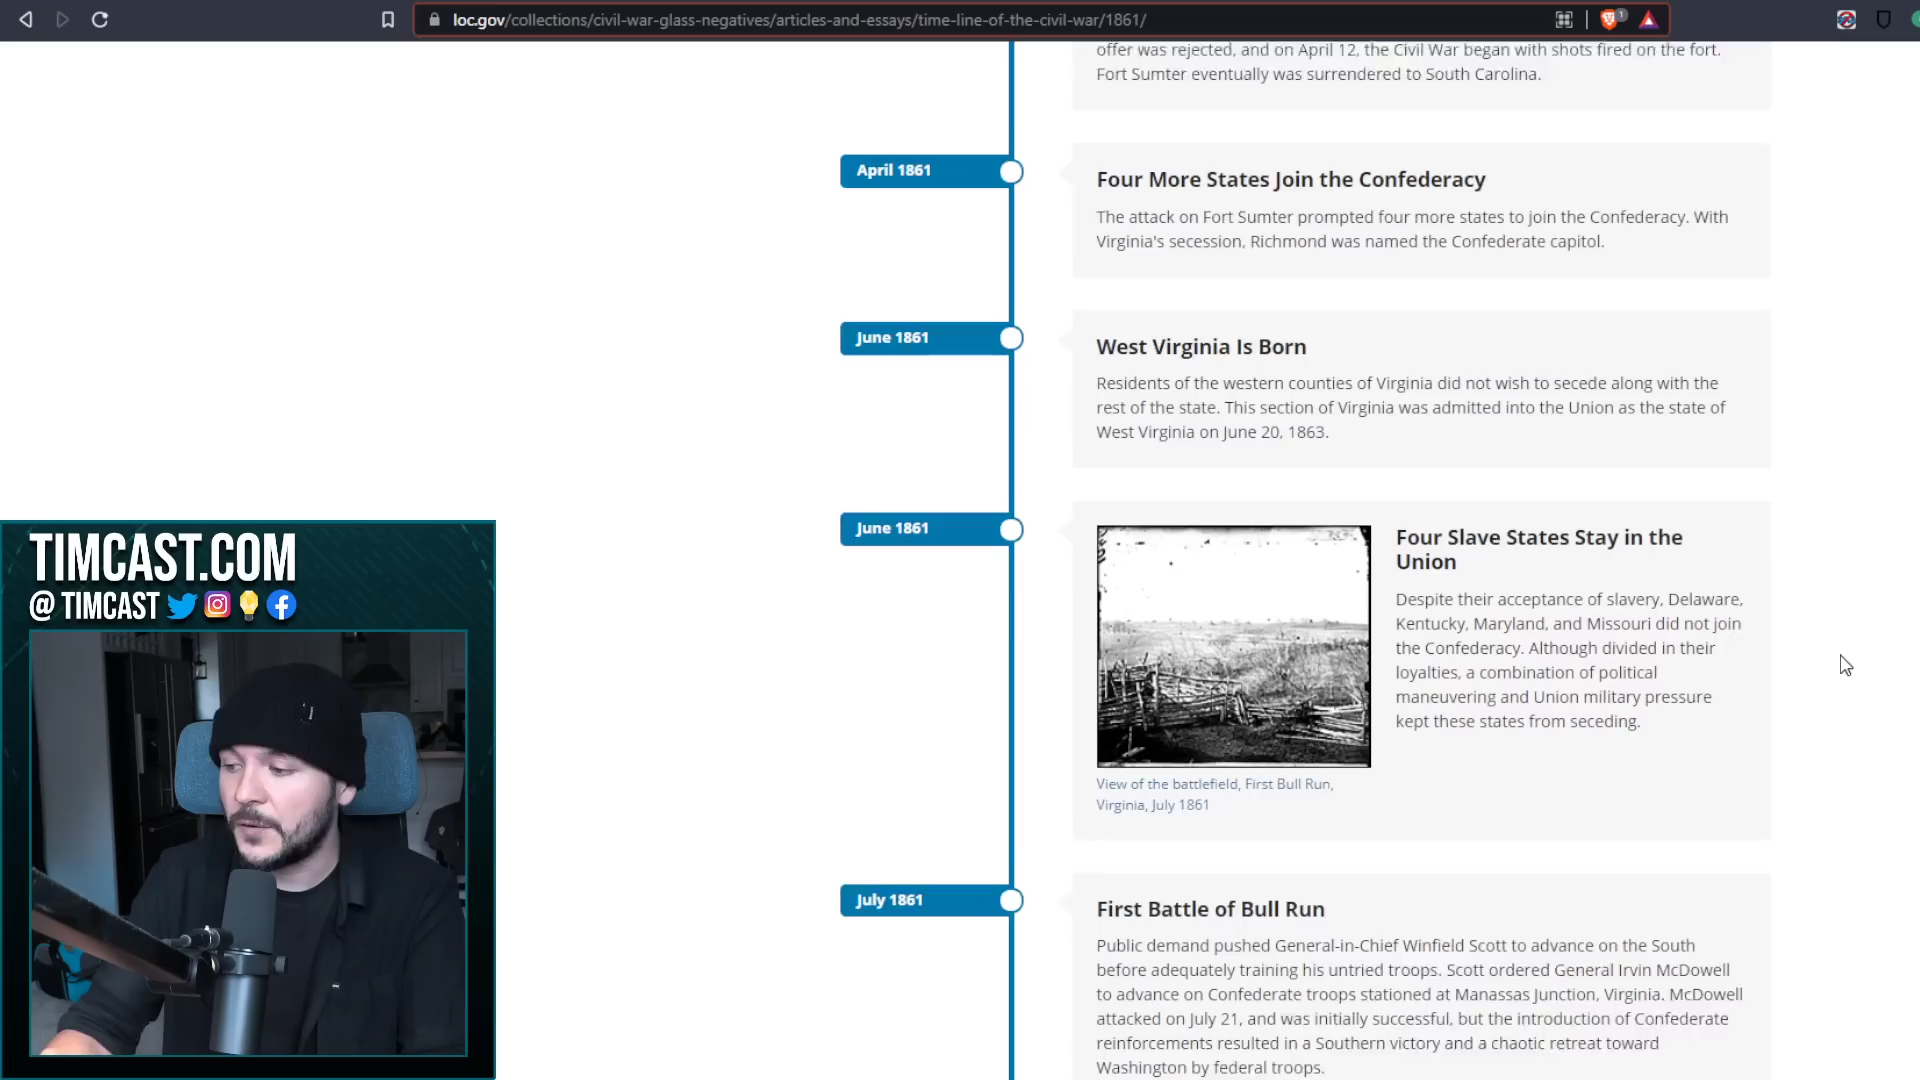 loc.gov/collections/civil-war-glass-negatives/articles-and-essays/time-line-of-the-civil-war/1861/
1
offer was rejected, and on April 12, the Civil War began with shots fired on the fort.
Fort Sumter eventually was surrendered to South Carolina.
April 1861
Four More States Join the Confederacy
The attack on Fort Sumter prompted four more states to join the Confederacy. With
Virginia's secession, Richmond was named the Confederate capitol.
June 1861
West Virginia Is Born
Residents of the western counties of Virginia did not wish to secede along with the
rest of the state. This section of Virginia was admitted into the Union as the state of
West Virginia on June 20, 1863.
June 1861
Four Slave States Stay in the
Union
Despite their acceptance of slavery, Delaware,
Kentucky, Maryland, and Missouri did not join
the Confederacy. Although divided in their
loyalties, a combination of political
maneuvering and Union military pressure
kept these states from seceding.
View of the battlefield, First Bull Run,
Virginia, July 1861
July 1861
First Battle of Bull Run
Public demand pushed General-in-Chief Winfield Scott to advance on the South
before adequately training his untried troops. Scott ordered General Irvin McDowell
to advance on Confederate troops stationed at Manassas Junction, Virginia. McDowell
attacked on July 21, and was initially successful, but the introduction of Confederate
reinforcements resulted in a Southern victory and a chaotic retreat toward
Washington by federal troops.
TIMCAST.COM
@ TIMCAST